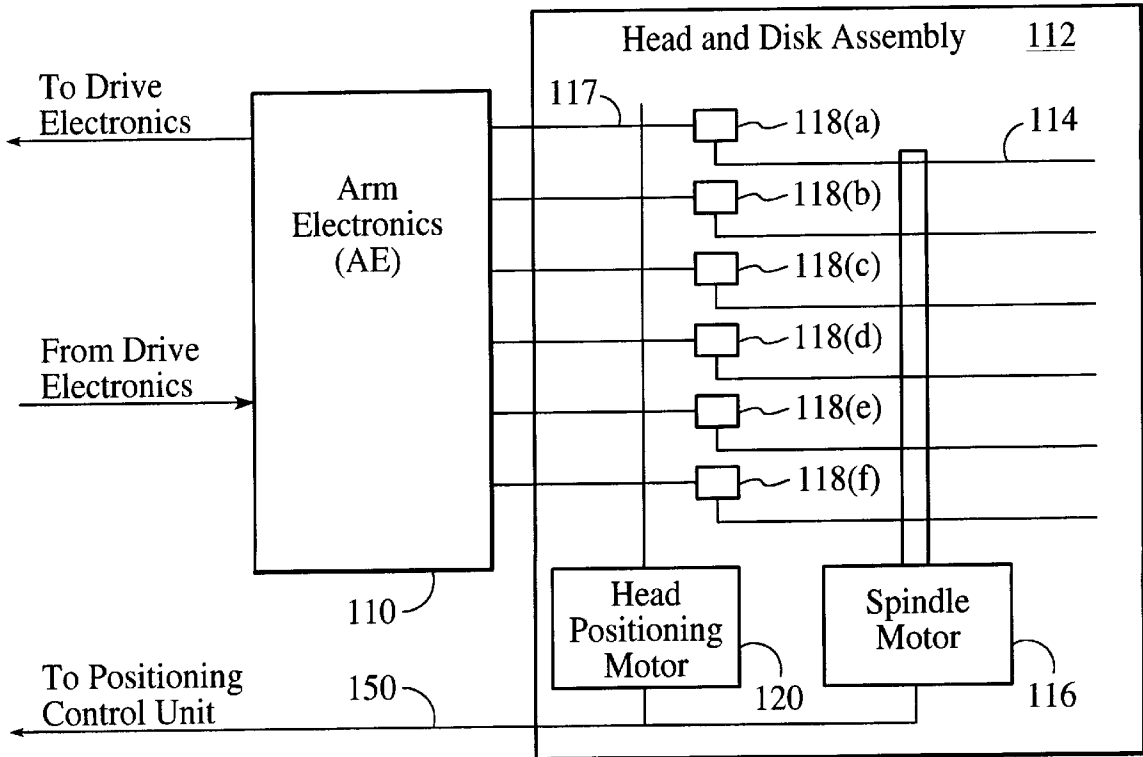 Head and Disk Assembly 112
To Drive
Electronics
117
118(a)
114
118(b)
Arm
Electronics
(AE)
118(c)
118(d)
From Drive
Electronics
118(e)
118(f)
110
Head
Positioning
Motor
Spindle
Motor
To Positioning
Control Unit
150
120
116